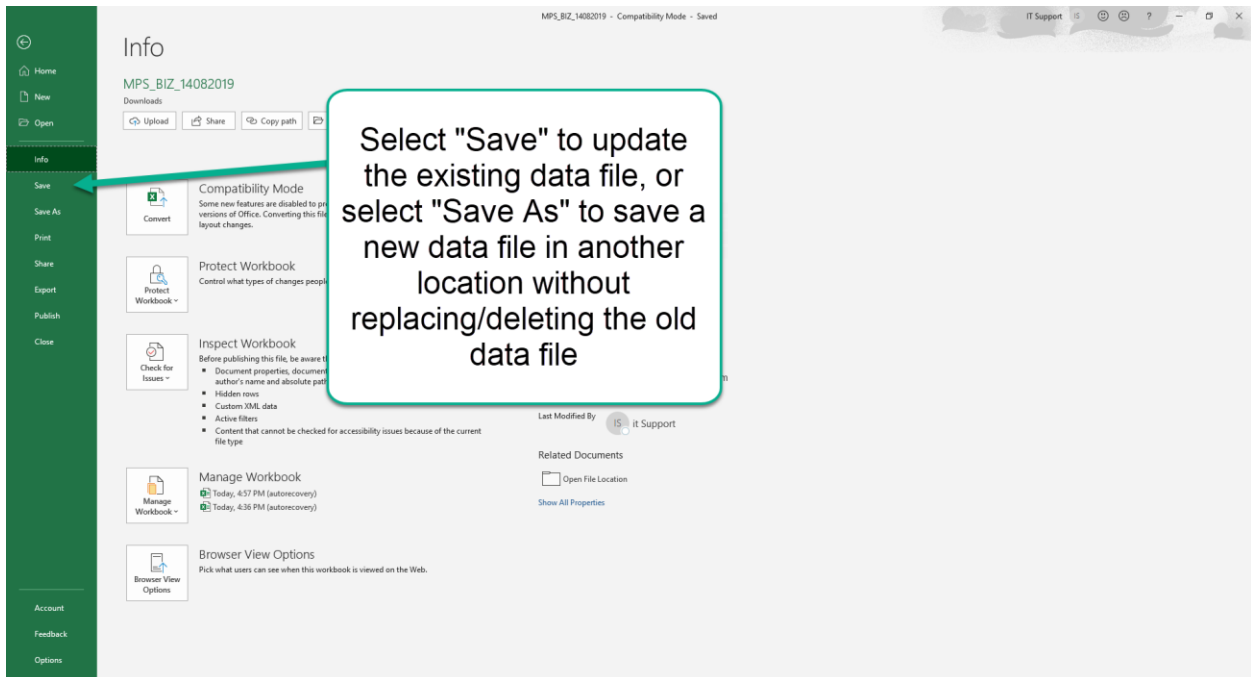 MPS_BIZ_14082019 - Compatibility Mode - Saved
IT Support
IS
?
Info
Home
New
Open
Info
Save
Save As
Print
Share
Export
Publish
Close
Account
Feedback
Options
MPS_BIZ_14082019
Downloads
Upload
Share
Copy path
Select "Save" to update
the existing data file, or
select "Save As" to save a
new data file in another
location without
replacing/deleting the old
data file
Convert
Compatibility Mode
Some new features are disabled to
versions of Office. Converting this file
layout changes.
Protect
Workbook
Protect Workbook
Control what types of changes
Check for
Issues
Inspect Workbook
Before publishing this file, be aware
Document properties,
author's name and absolute
Hidden rows
Custom XML data
Active filters
Content that cannot be checked for accessibility issues because of the current
file type
Last Modified By
IS
it Support
Related Documents
Open File Location
Show All Properties
Manage
Workbook
Manage Workbook
Today, 4:57 PM (autorecovery)
Today, 4:36 PM (autorecovery)
Browser View
Options
Browser View Options
Pick what users can see when this workbook is viewed on the Web.